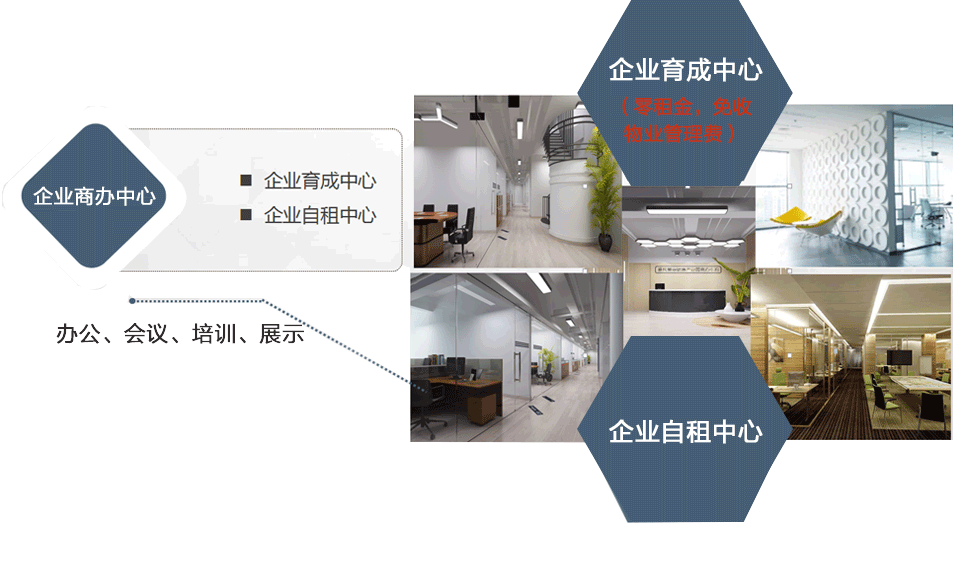 企业育成中心
（零租金，免收
物业管理费）
企业商办中心
■ 企业育成中心
■ 企业自租中心
办公、会议、培训、展示
企业自租中心